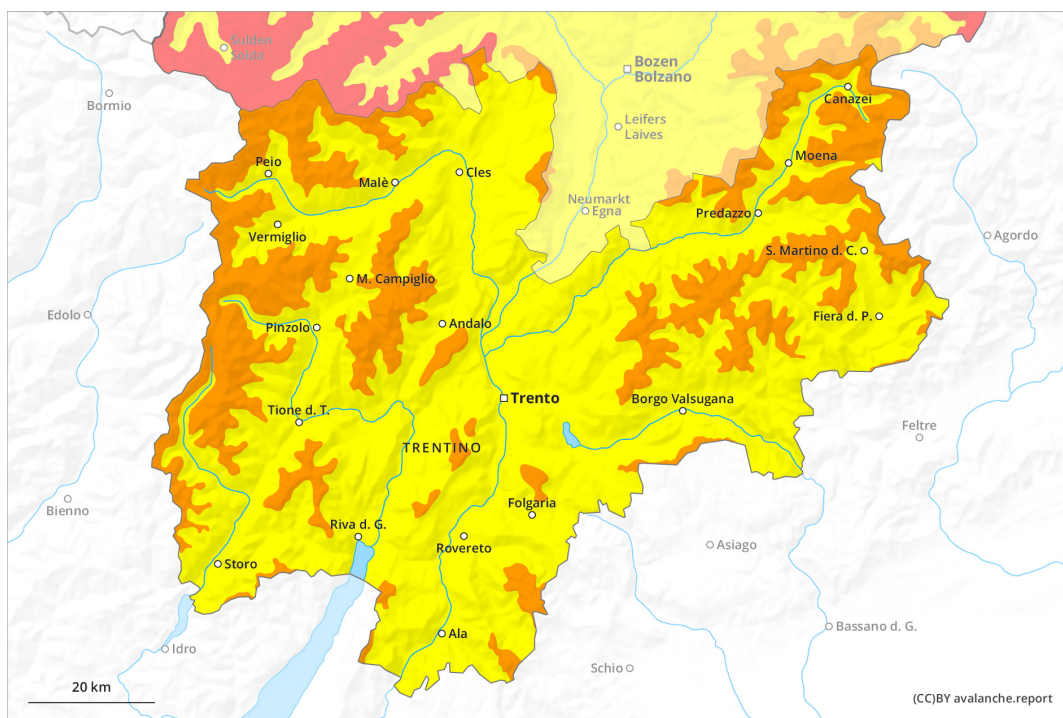 Sulden
Solda
Bozen
Bolzano
Bormio
Canazei
Leifers
Laives
Moena
Peio
Malè
Cles
Neumarkt
Egna
Predazzo
Vermiglio
Agordo
S. Martino d. C.
M. Campiglio
Edolo
Pinzolo
Andalo
Fiera d. P.
Trento
Borgo Valsugana
Tione d. T.
Feltre
TRENTINO
Bienno
Folgaria
Riva d. G.
Rovereto
Asiago
Storo
Ala
Bassano d. G.
Idro
Schio
20 km
(CC)BY avalanche.report